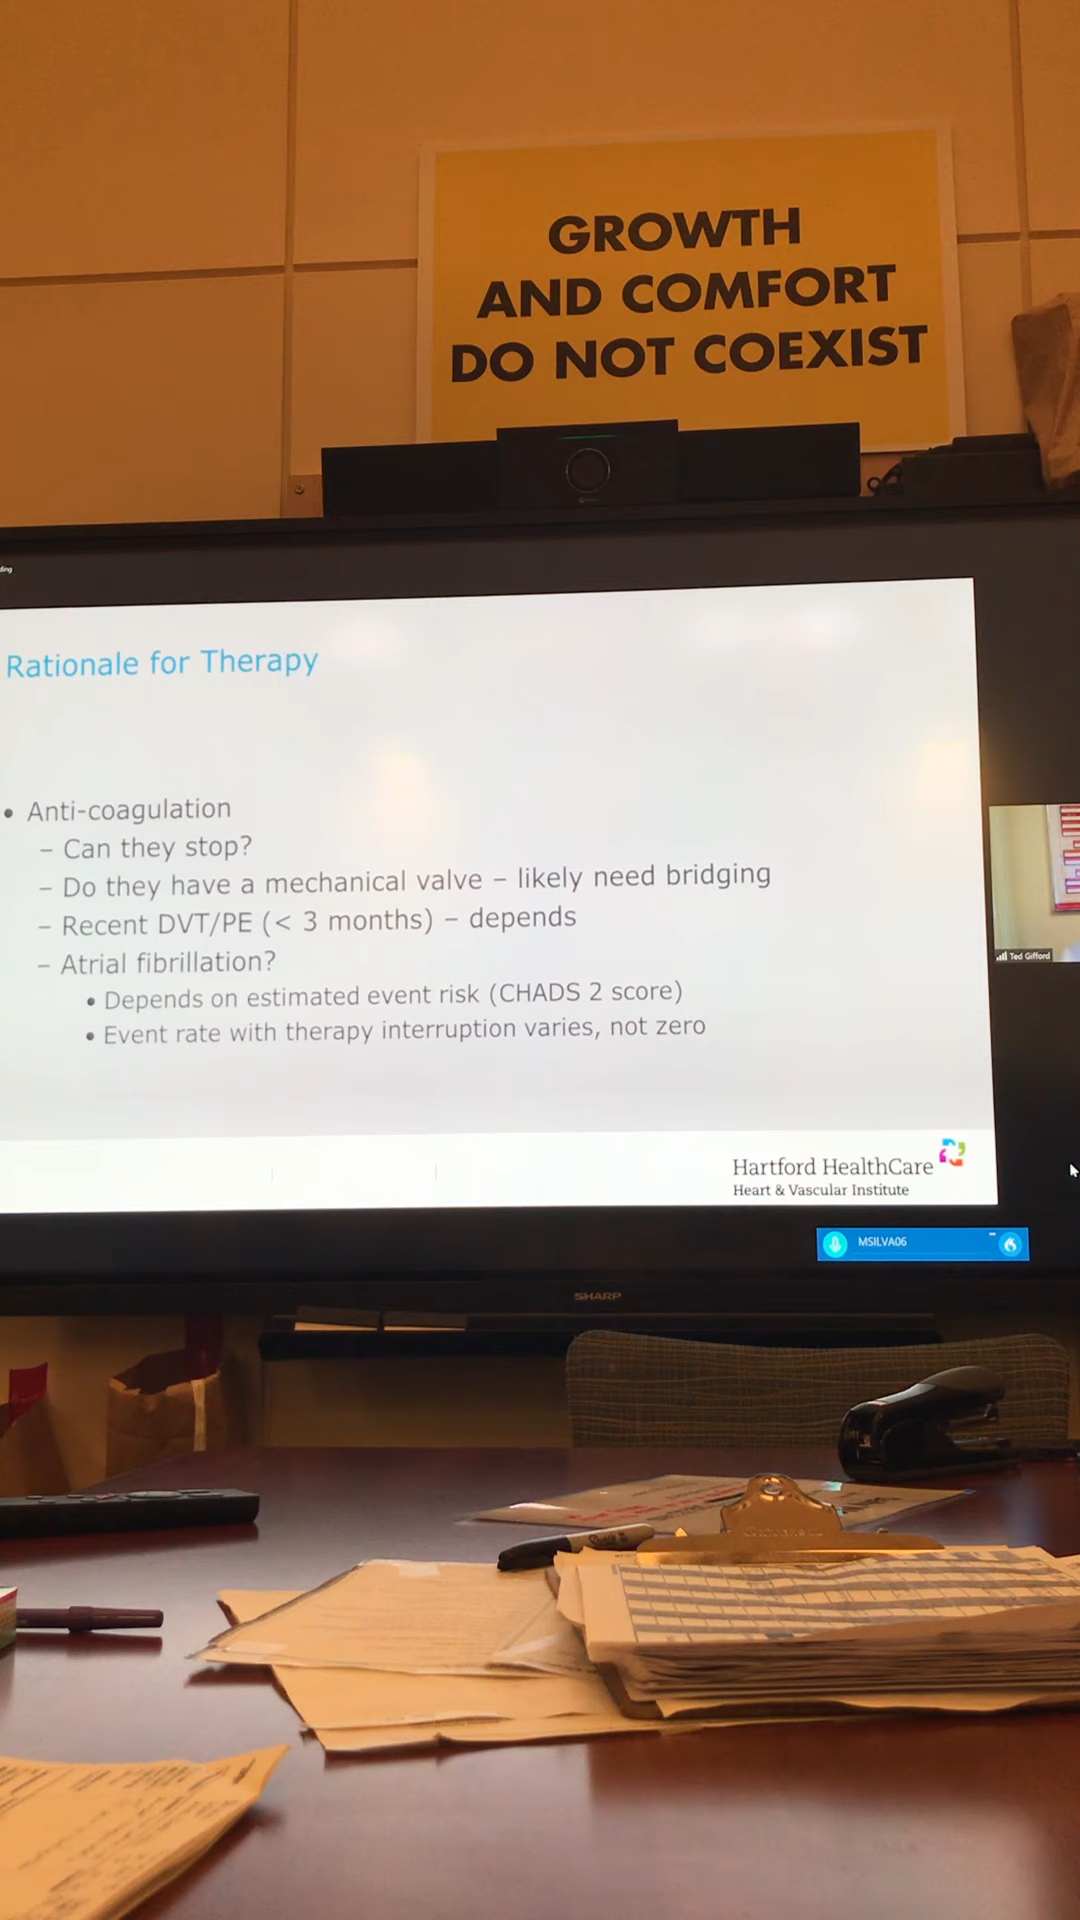 GROWTH
AND COMFORT
DO NOT COEXIST
Rationale for Therapy
• Anti-coagulation
– Can they stop?
– Do they have a mechanical valve – likely need bridging
– Recent DVT/PE (< 3 months) – depends
– Atrial fibrillation?
• Depends on estimated event risk (CHADS 2 score)
• Event rate with therapy interruption varies, not zero
Ted Gifford
Hartford HealthCare
Heart & Vascular Institute
MSILVA06
SHARP